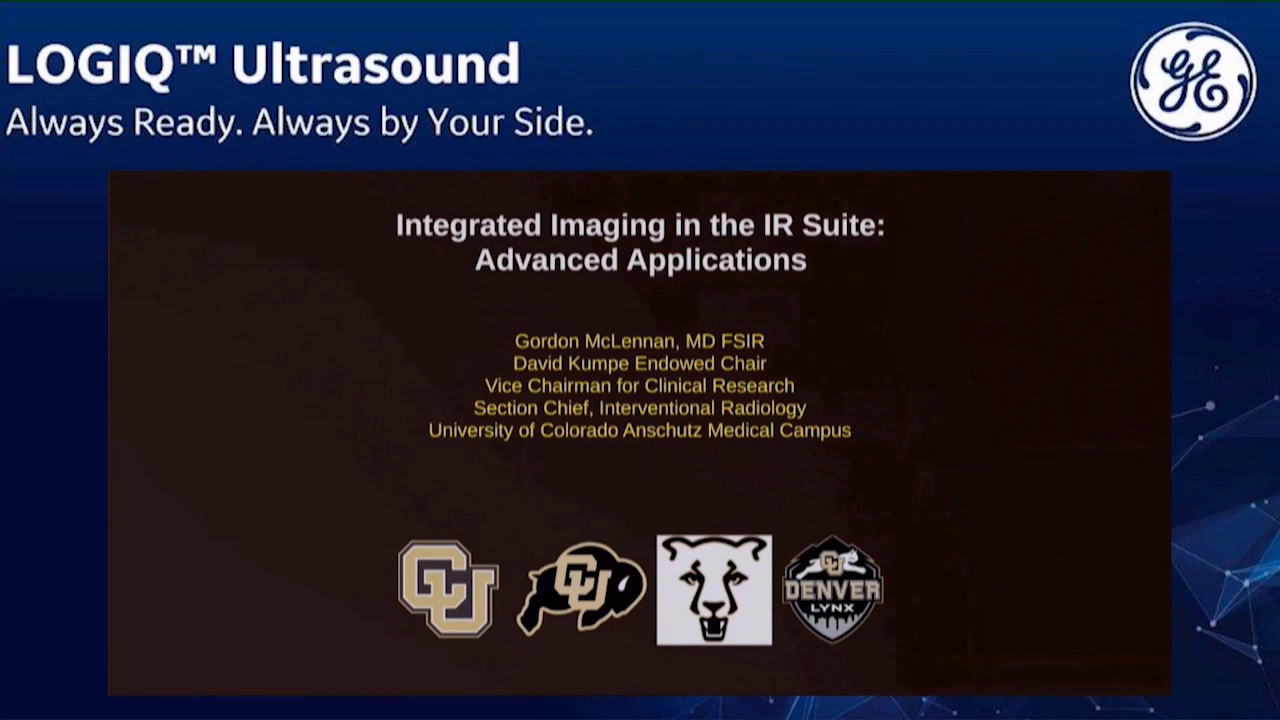 LOGIQ™ Ultrasound
Always Ready. Always by Your Side.
GE
Integrated Imaging in the IR Suite:
Advanced Applications
Gordon McLennan, MD FSIR
David Kumpe Endowed Chair
Vice Chairman for Clinical Research
Section Chief, Interventional Radiology
University of Colorado Anschutz Medical Campus
CU
CU
CU
DENVER
LYNX